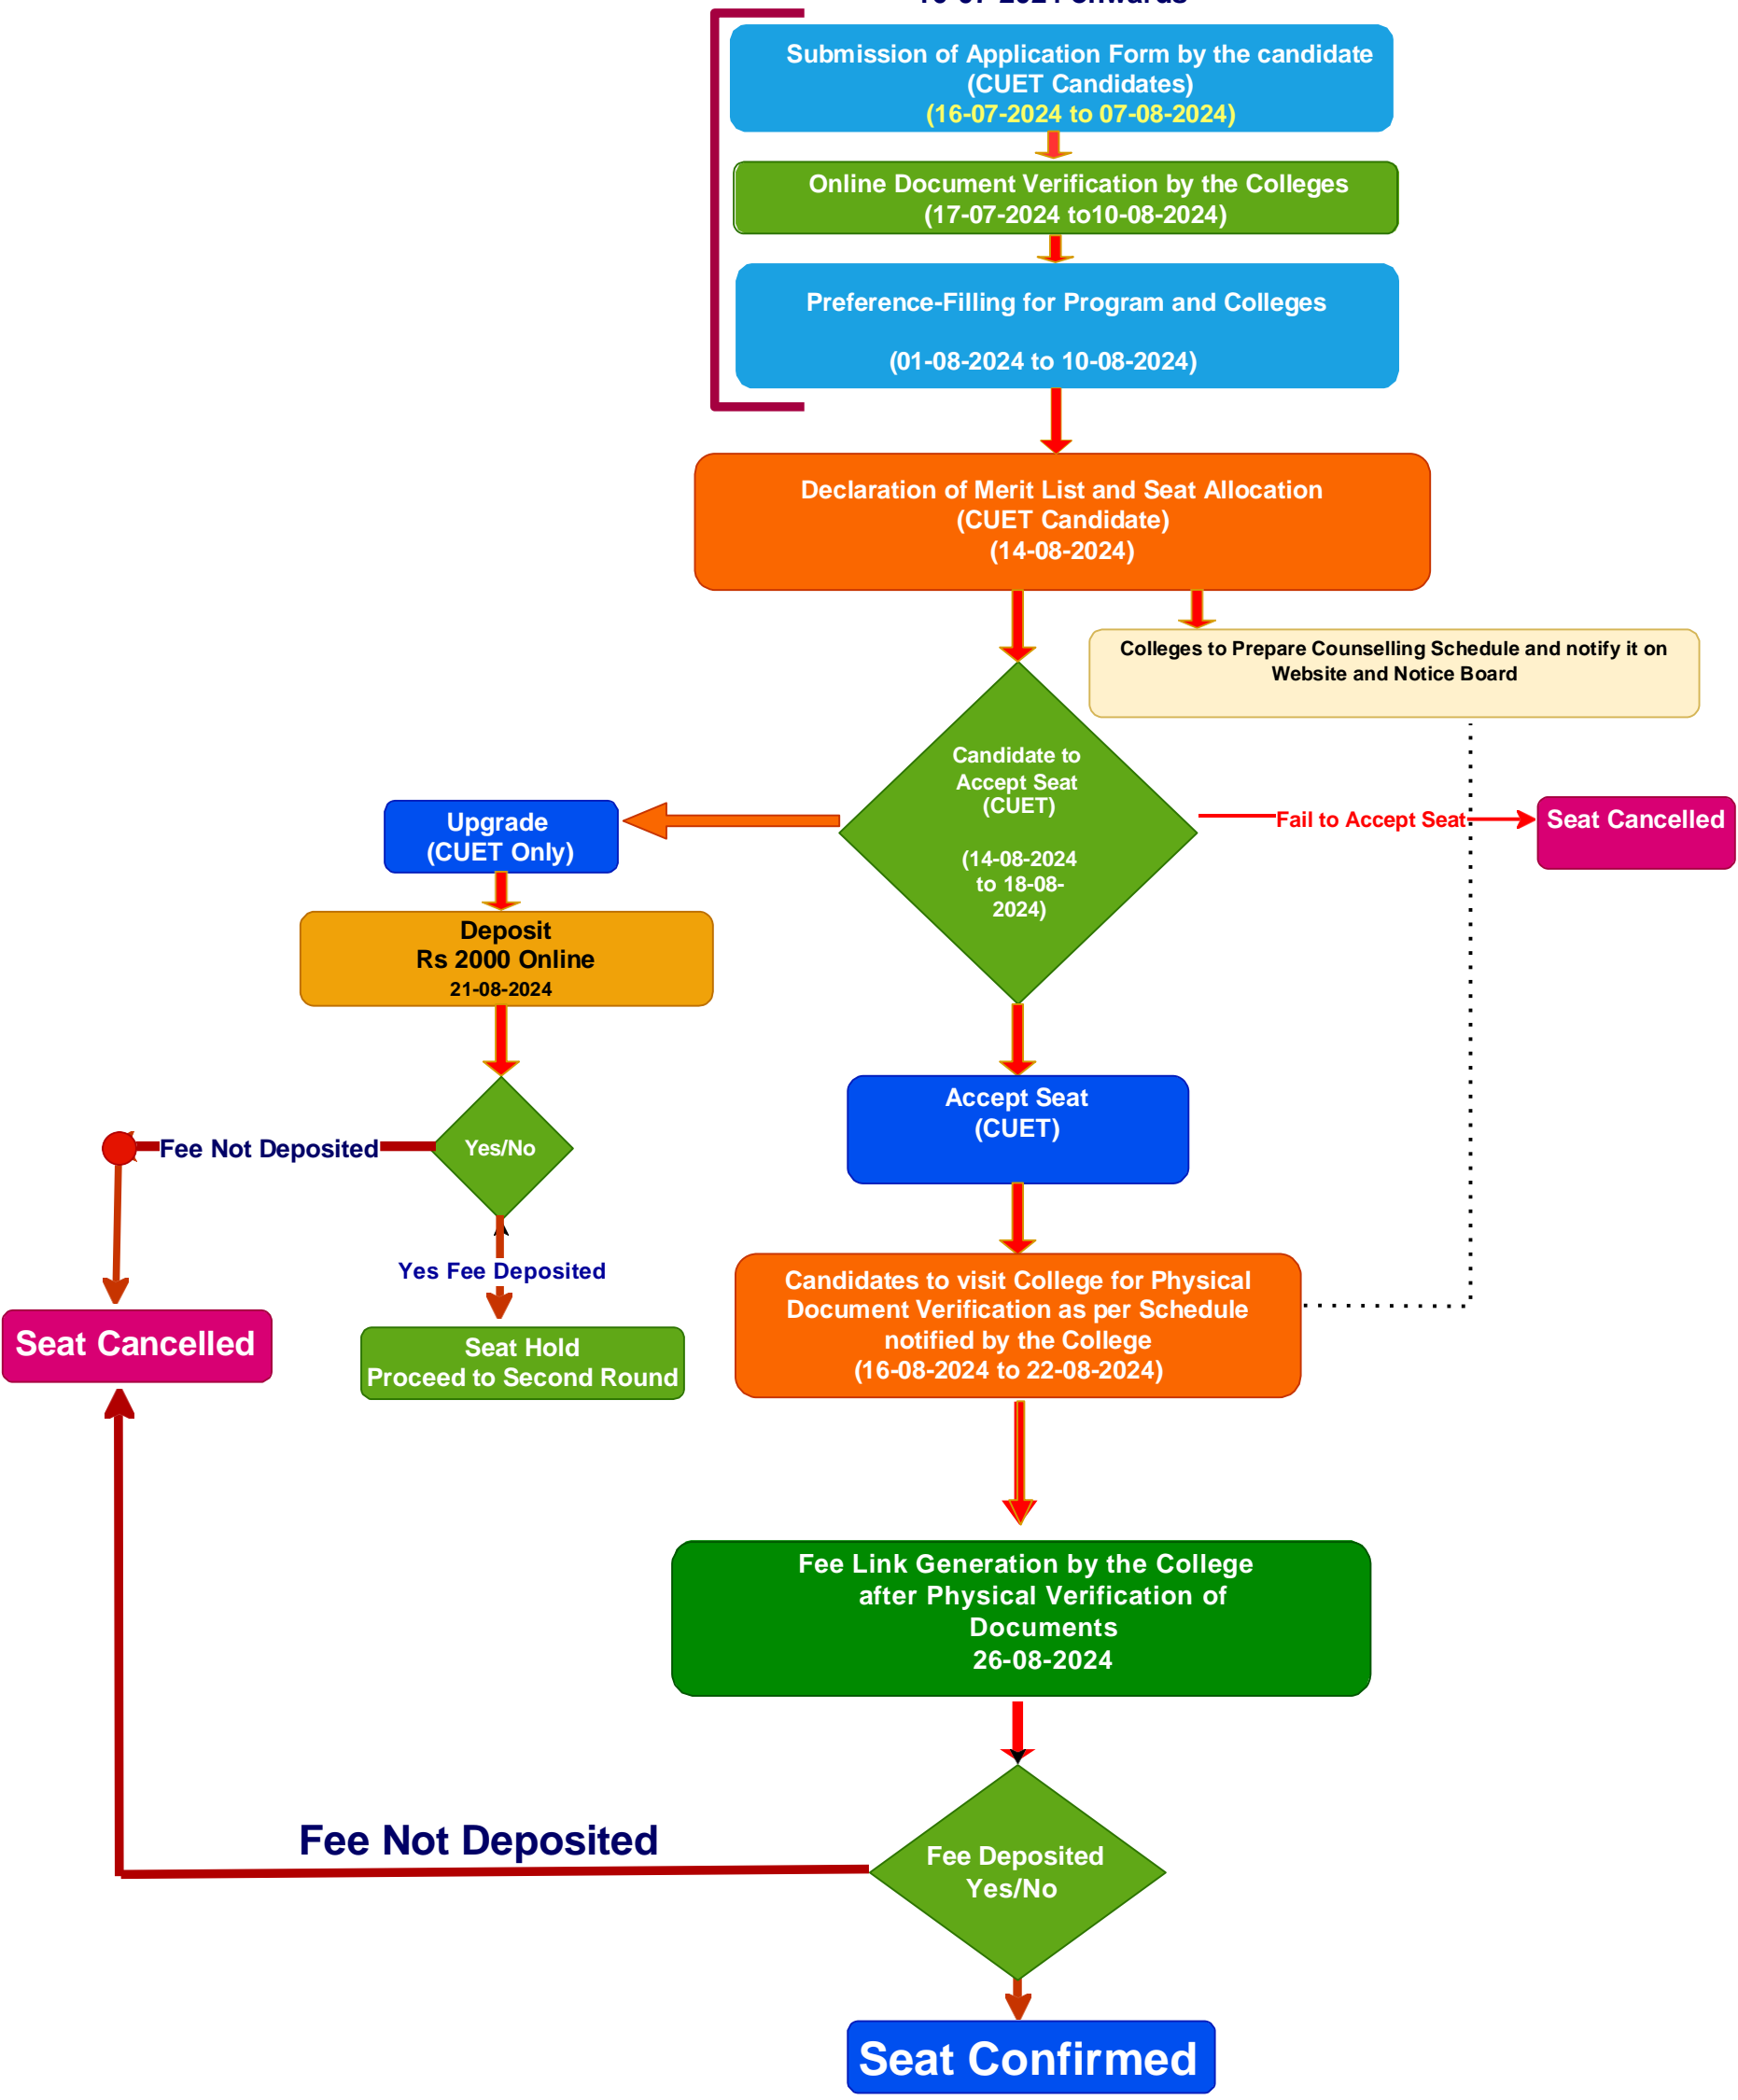 Submission of Application Form by the candidate
(CUET Candidates)
(16-07-2024 to 07-08-2024)
Online Document Verification by the Colleges
(17-07-2024 to10-08-2024)
Preference-Filling for Program and Colleges
(01-08-2024 to 10-08-2024)
Declaration of Merit List and Seat Allocation
(CUET Candidate)
(14-08-2024)
Colleges to Prepare Counselling Schedule and notify it on
Website and Notice Board
Candidate to
Accept Seat
(CUET)
(14-08-2024
to 18-08-
2024)
Fail to Accept Seat
Seat Cancelled
Upgrade
(CUET Only)
Deposit
Rs 2000 Online
21-08-2024
Yes/No
Fee Not Deposited
Yes Fee Deposited
Seat Cancelled
Seat Hold
Proceed to Second Round
Accept Seat
(CUET)
Candidates to visit College for Physical
Document Verification as per Schedule
notified by the College
(16-08-2024 to 22-08-2024)
Fee Link Generation by the College
after Physical Verification of
Documents
26-08-2024
Fee Not Deposited
Fee Deposited
Yes/No
Seat Confirmed